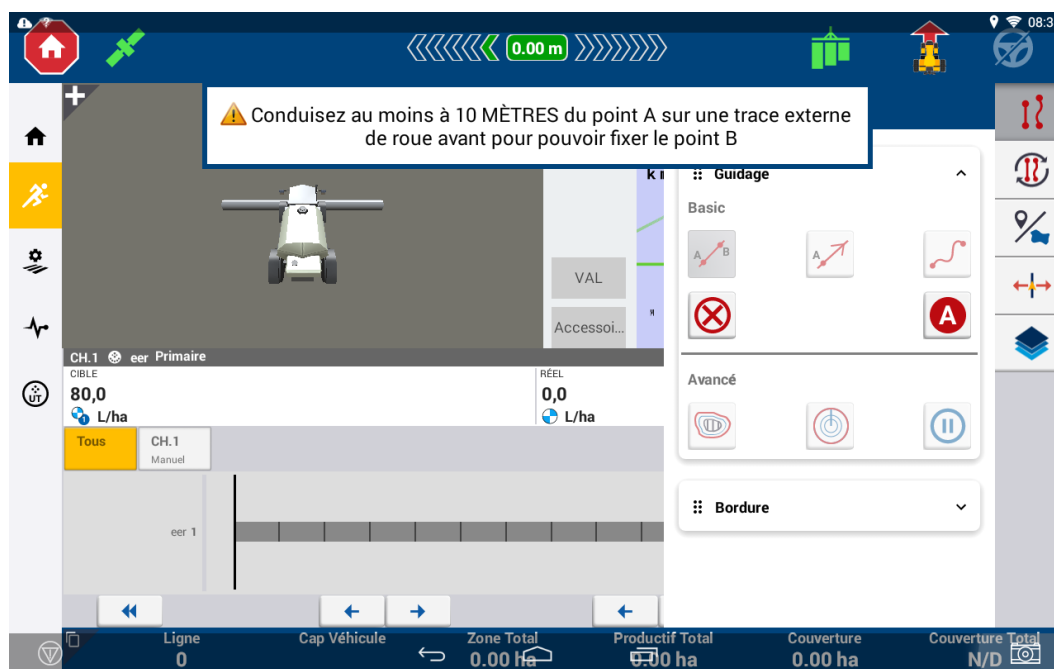 08:3
0.00 m
Conduisez au moins à 10 MÈTRES du point A sur une trace externe
de roue avant pour pouvoir fixer le point B
Guidage
Basic
A B
A
VAL
Accessoi...
A
CH.1 eer Primaire
CIBLE
80,0
L/ha
RÉEL
0,0
L/ha
Avancé
UT
Tous
CH.1
Manuel
Bordure
eer 1
Ligne
0
Cap Véhicule
Zone Total
0.00 ha
Productif Total
0.00 ha
Couverture
0.00 ha
Couverture Total
N/D